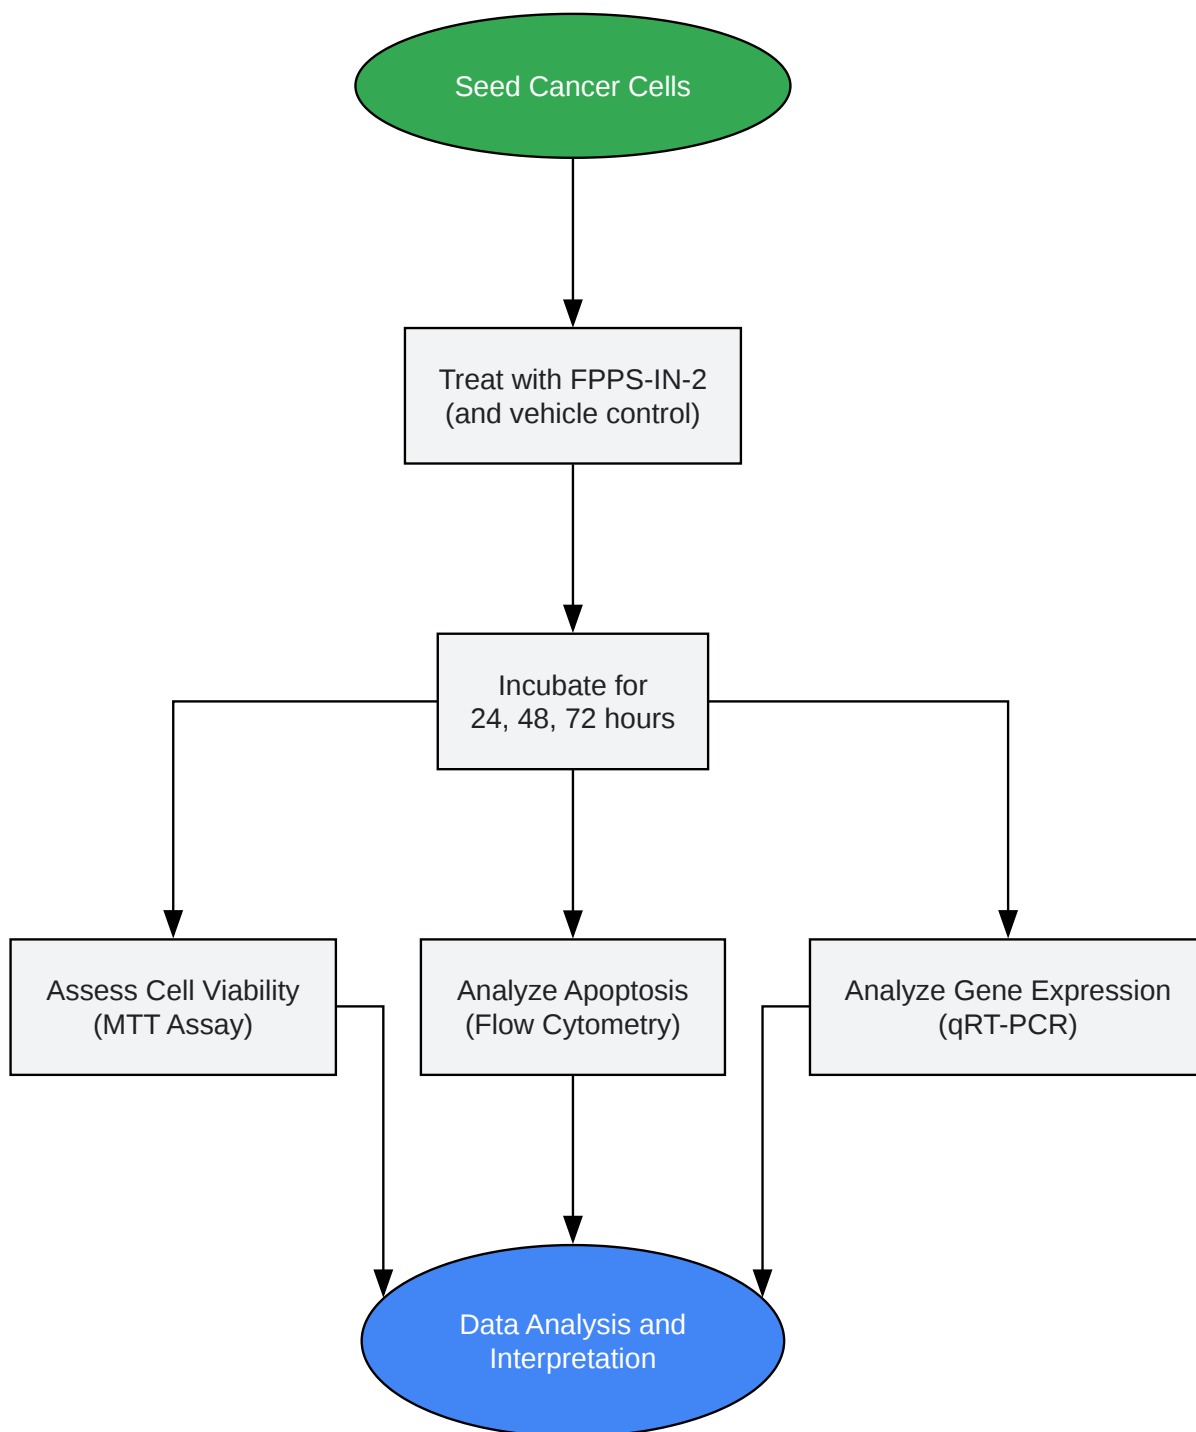 Seed Cancer Cells
Treat with FPPS-IN-2
(and vehicle control)
Incubate for
24, 48, 72 hours
Assess Cell Viability
(MTT Assay)
Analyze Apoptosis
(Flow Cytometry)
Analyze Gene Expression
(qRT-PCR)
Data Analysis and
Interpretation